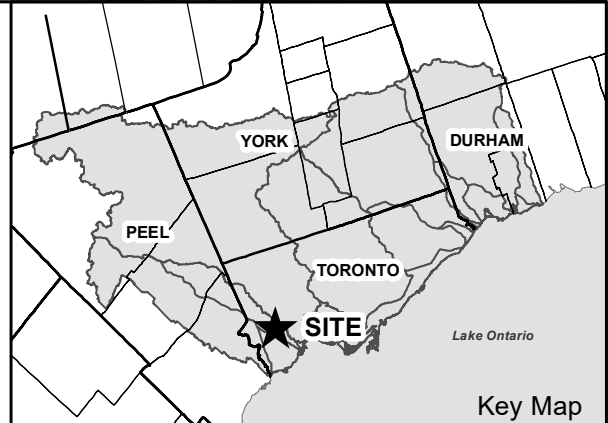 YORK
DURHAM
PEEL
TORONTO
SITE
Lake Ontario
Key Map